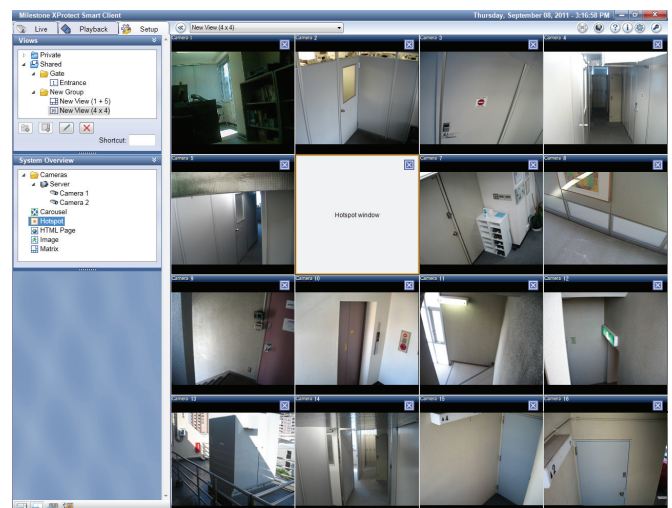 Milestone XProtect Smart Client
Thursday, September 08, 2011 - 3:16:58 PM
Live
Playback
Setup
New View (4 x 4)
Views
Private
Shared
Gate
Entrance
New Group
New View (1 + 5)
New View (4 x 4)
Shortcut:
System Overview
Cameras
Server
Camera 1
Camera 2
Carousel
Hotspot
HTML Page
Image
Matrix
Camera 1
Camera 2
Camera 3
Camera 4
Camera 5
Hotspot window
Camera 7
Camera 8
Camera 9
Camera 10
Camera 11
Camera 12
Camera 13
Camera 14
Camera 15
Camera 16